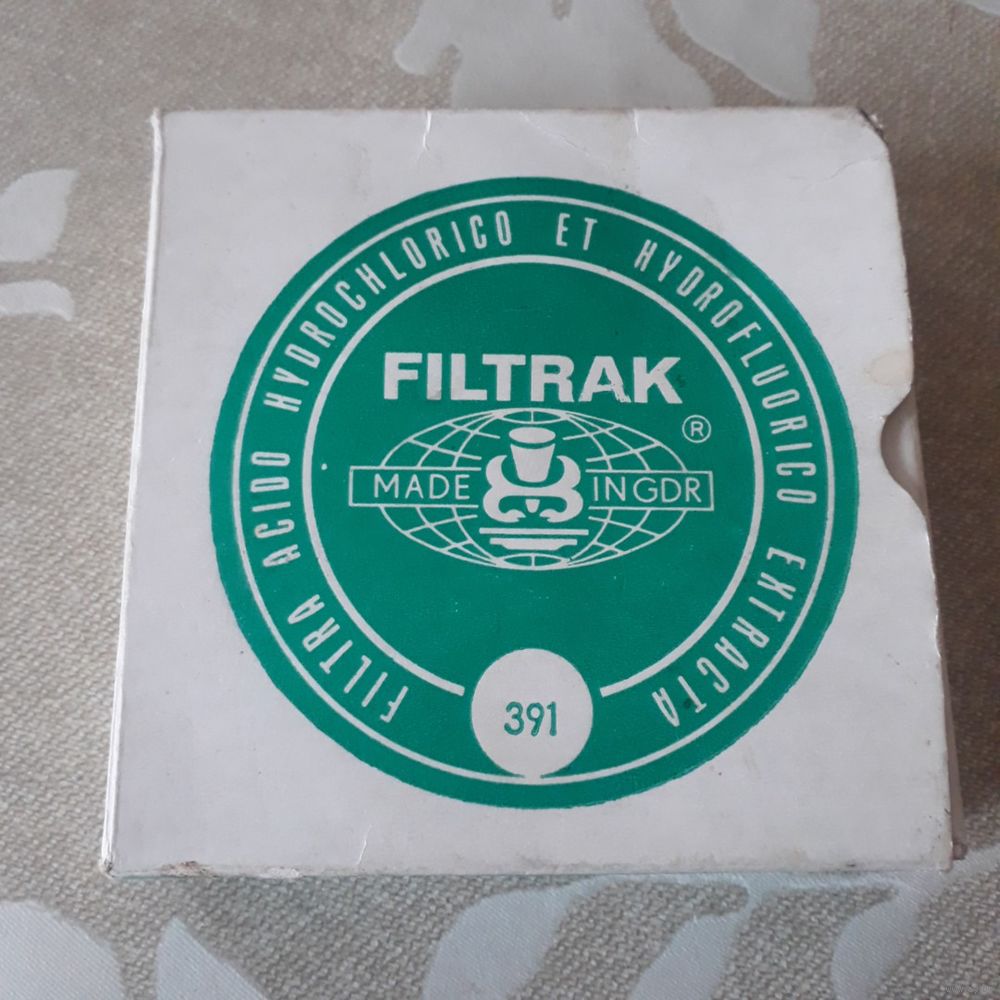 FILTRA ACIDO HYDROCHLORICO ET HYDROFLUORICO EXTRACTA
FILTRAK
®
MADE IN GDR
391